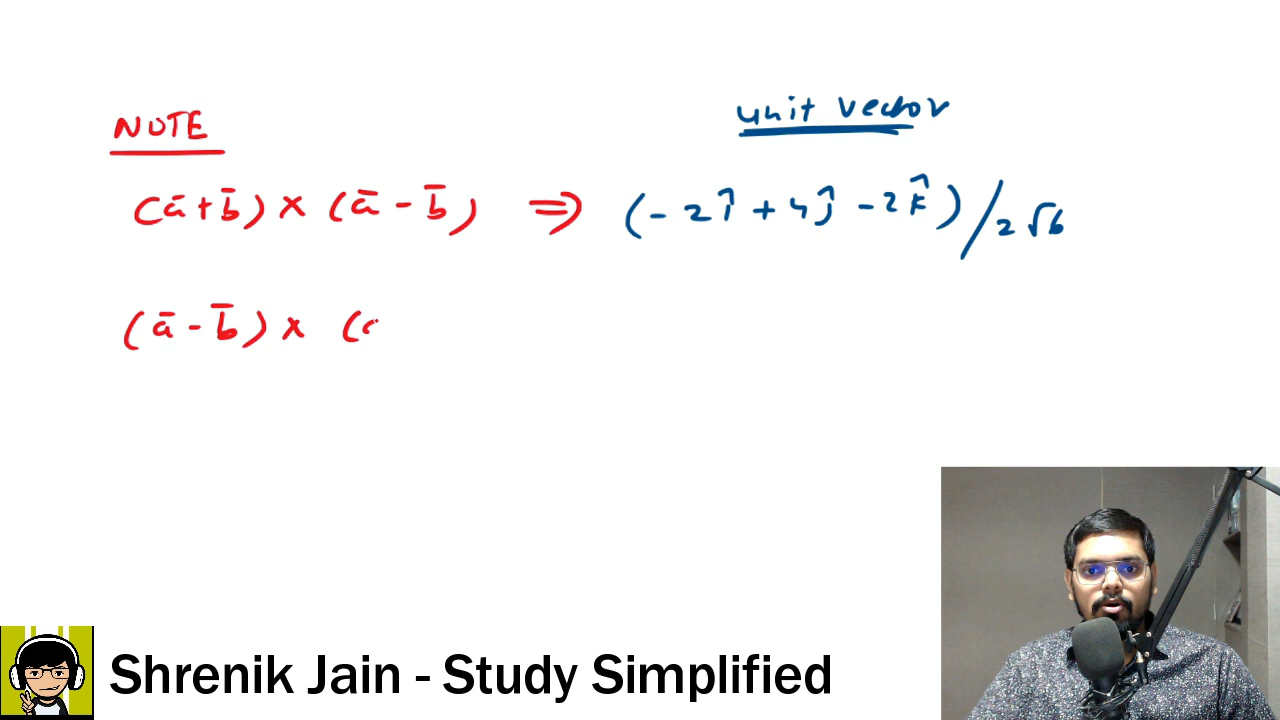 NOTE
unit vector
(ā + b̄) × (ā - b̄) ⇒ (- 2î + 4ĵ - 2k̂) / 2√6
(ā - b̄) × (
Shrenik Jain - Study Simplified